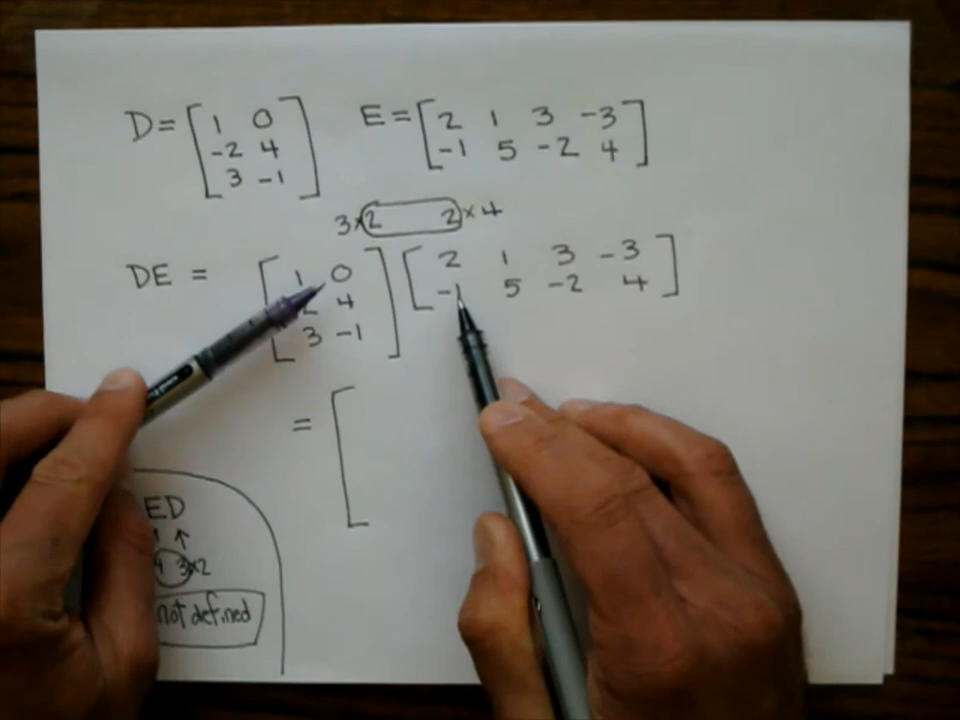 D = [ 1 0 ] E = [ 2 1 3 -3 ]
[ -2 4 ] [ -1 5 -2 4 ]
[ 3 -1 ]
3×2 2×4
DE = [ 1 0 ] [ 2 1 3 -3 ]
4 ] [ -1 5 -2 4 ]
[ 3 -1 ]
= [
ED
4 3×2
not defined